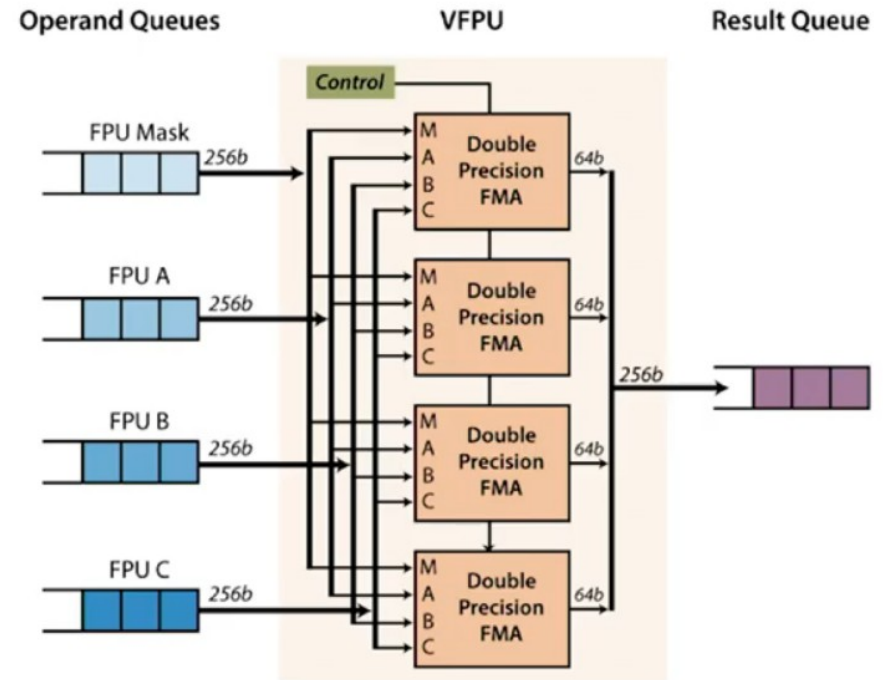 Operand Queues
VFPU
Result Queue
Control
FPU Mask
256b
M
A
B
C
Double
Precision
FMA
64b
FPU A
256b
M
A
B
C
Double
Precision
FMA
64b
256b
FPU B
256b
M
A
B
C
Double
Precision
FMA
64b
FPU C
256b
M
A
B
C
Double
Precision
FMA
64b